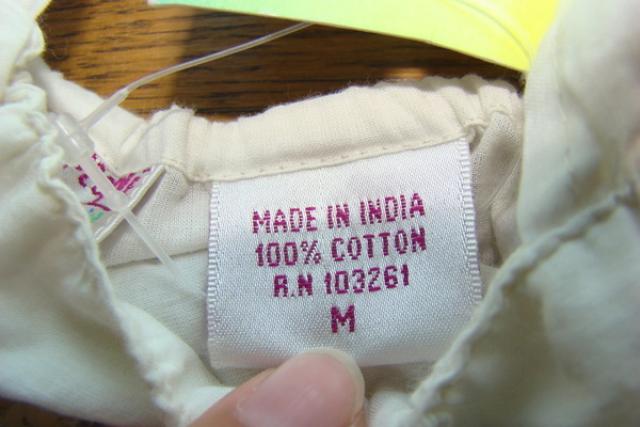 MADE IN INDIA
100% COTTON
R.N 103261
M